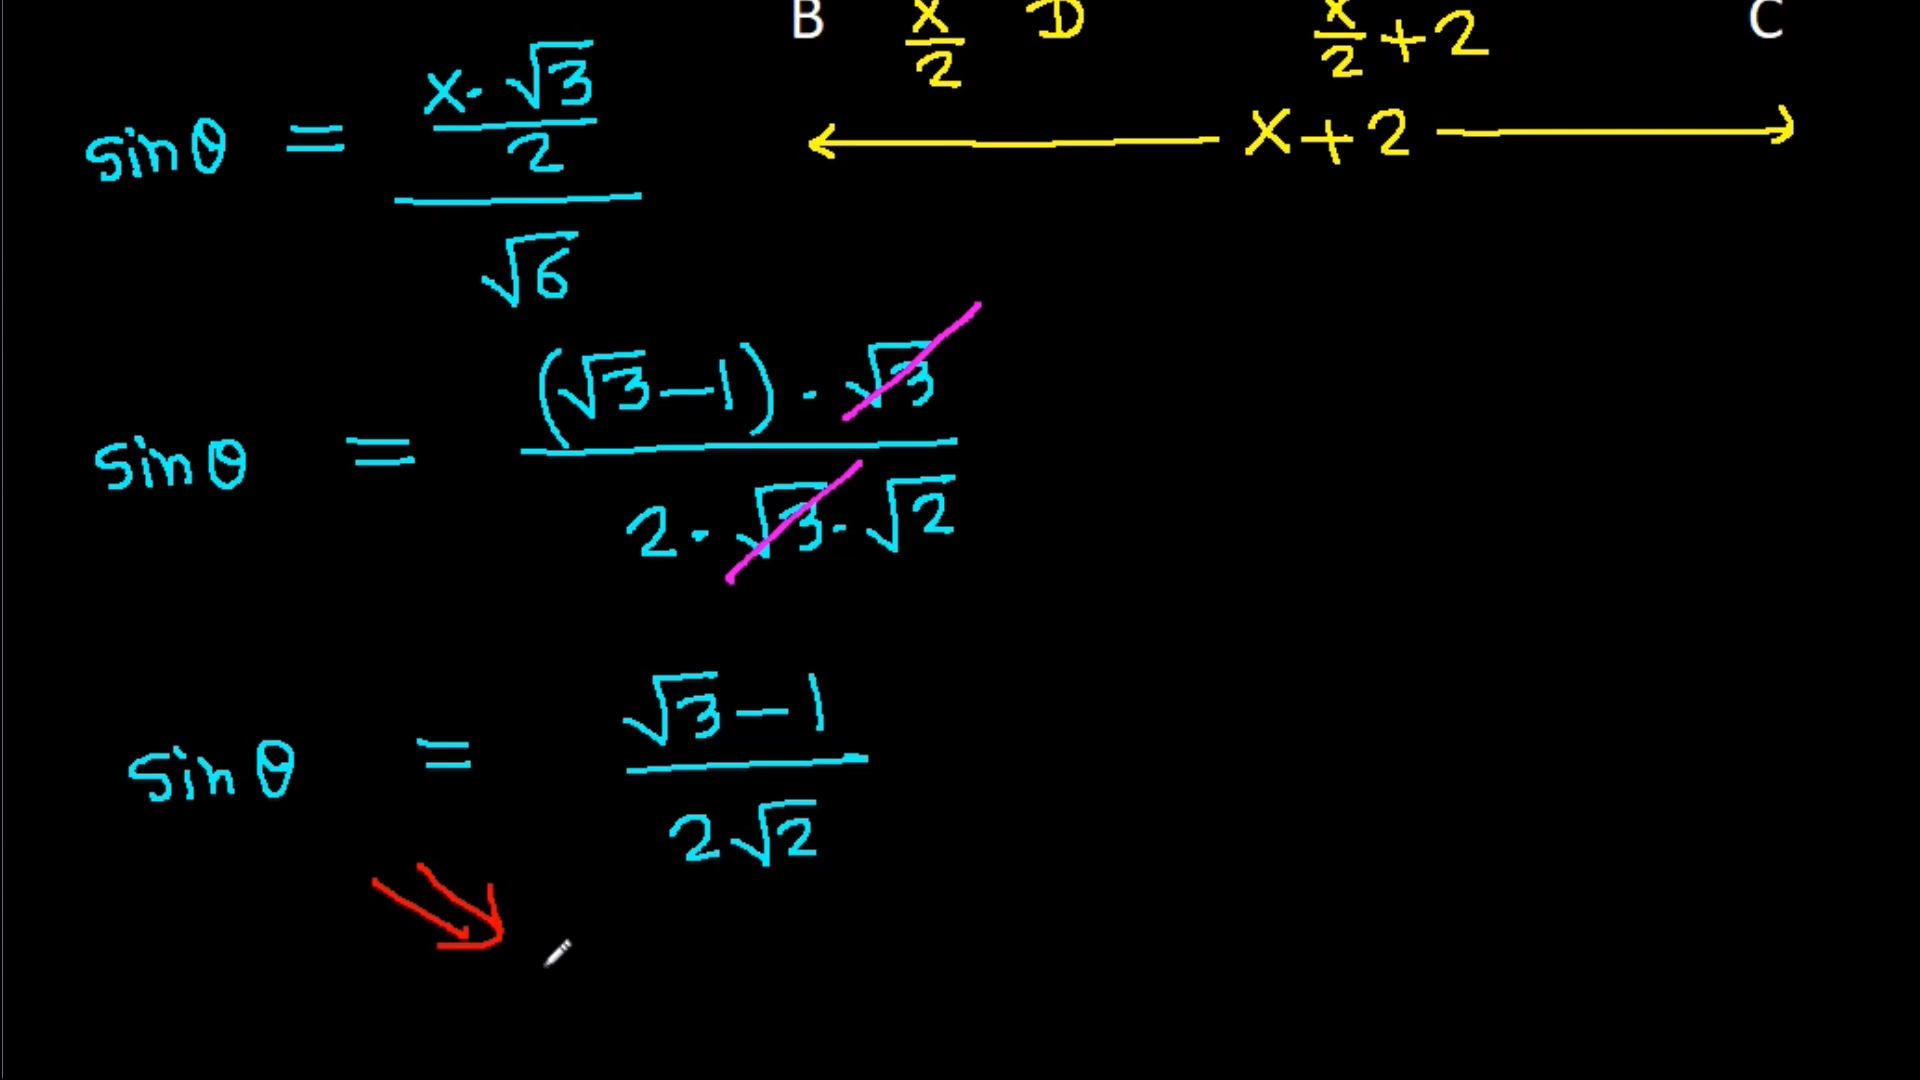 B x/2 D x/2 + 2 C
x+2
sinθ = (x·√3/2)/√6
sinθ = ((√3-1)·√3)/(2·√3·√2)
sinθ = (√3-1)/(2√2)